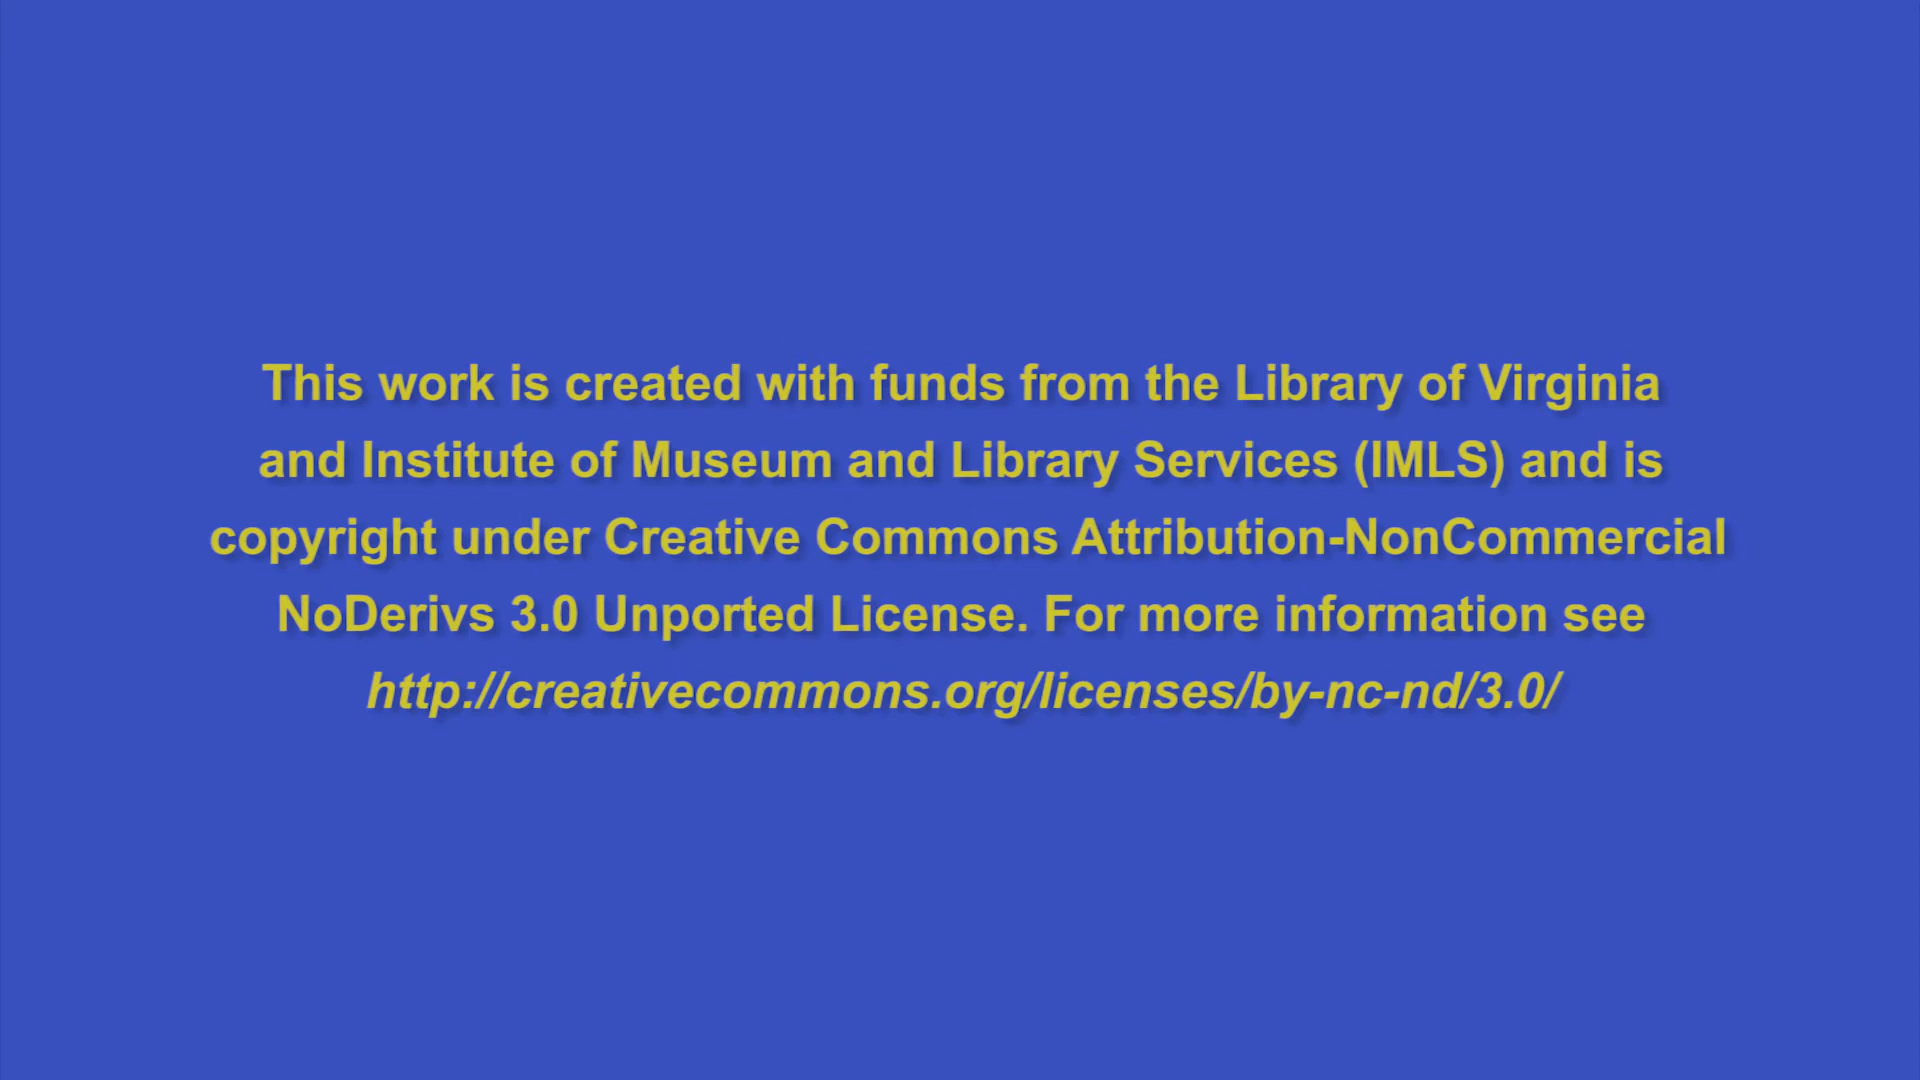 This work is created with funds from the Library of Virginia
and Institute of Museum and Library Services (IMLS) and is
copyright under Creative Commons Attribution-NonCommercial
NoDerivs 3.0 Unported License. For more information see
http://creativecommons.org/licenses/by-nc-nd/3.0/